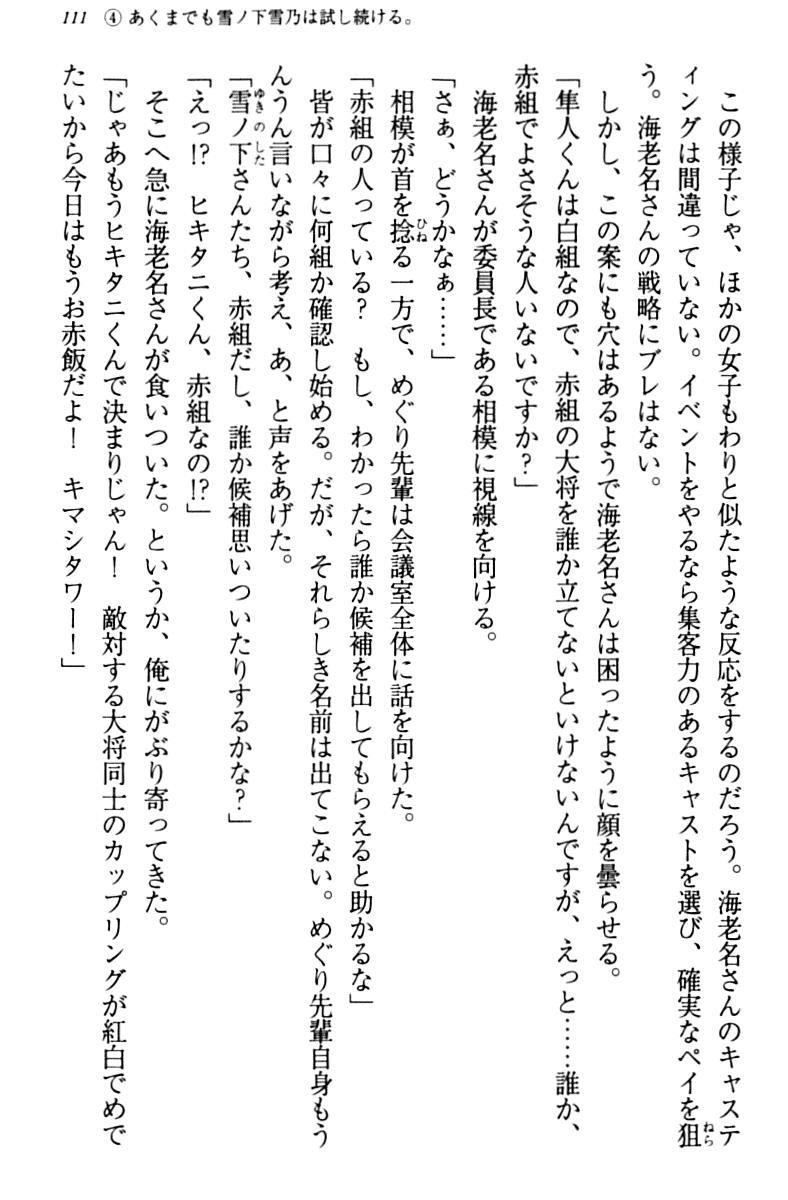 111 ④ あくまでも雪ノ下雪乃は試し続ける。
この様子じゃ、ほかの女子もわりと似たような反応をするのだろう。海老名さんのキャステ
ィングは間違っていない。イベントをやるなら集客力のあるキャストを選び、確実なペイを狙
う。海老名さんの戦略にブレはない。
しかし、この案にも穴はあるようで海老名さんは困ったように顔を曇らせる。
「隼人くんは白組なので、赤組の大将を誰か立てないといけないんですが、えっと……誰か、
赤組でよさそうな人いないですか?」
海老名さんが委員長である相模に視線を向ける。
「さぁ、どうかなぁ……」
相模が首を捻る一方で、めぐり先輩は会議室全体に話を向けた。
「赤組の人っている? もし、わかったら誰か候補を出してもらえると助かるな」
皆が口々に何組か確認し始める。だが、それらしき名前は出てこない。めぐり先輩自身もう
んうん言いながら考え、あ、と声をあげた。
「雪ノ下さんたち、赤組だし、誰か候補思いついたりするかな?」
「えっ!? ヒキタニくん、赤組なの!?」
そこへ急に海老名さんが食いついた。というか、俺にがぶり寄ってきた。
「じゃあもうヒキタニくんで決まりじゃん! 敵対する大将同士のカップリングが紅白でめで
たいから今日はもうお赤飯だよ! キマシタワー!」